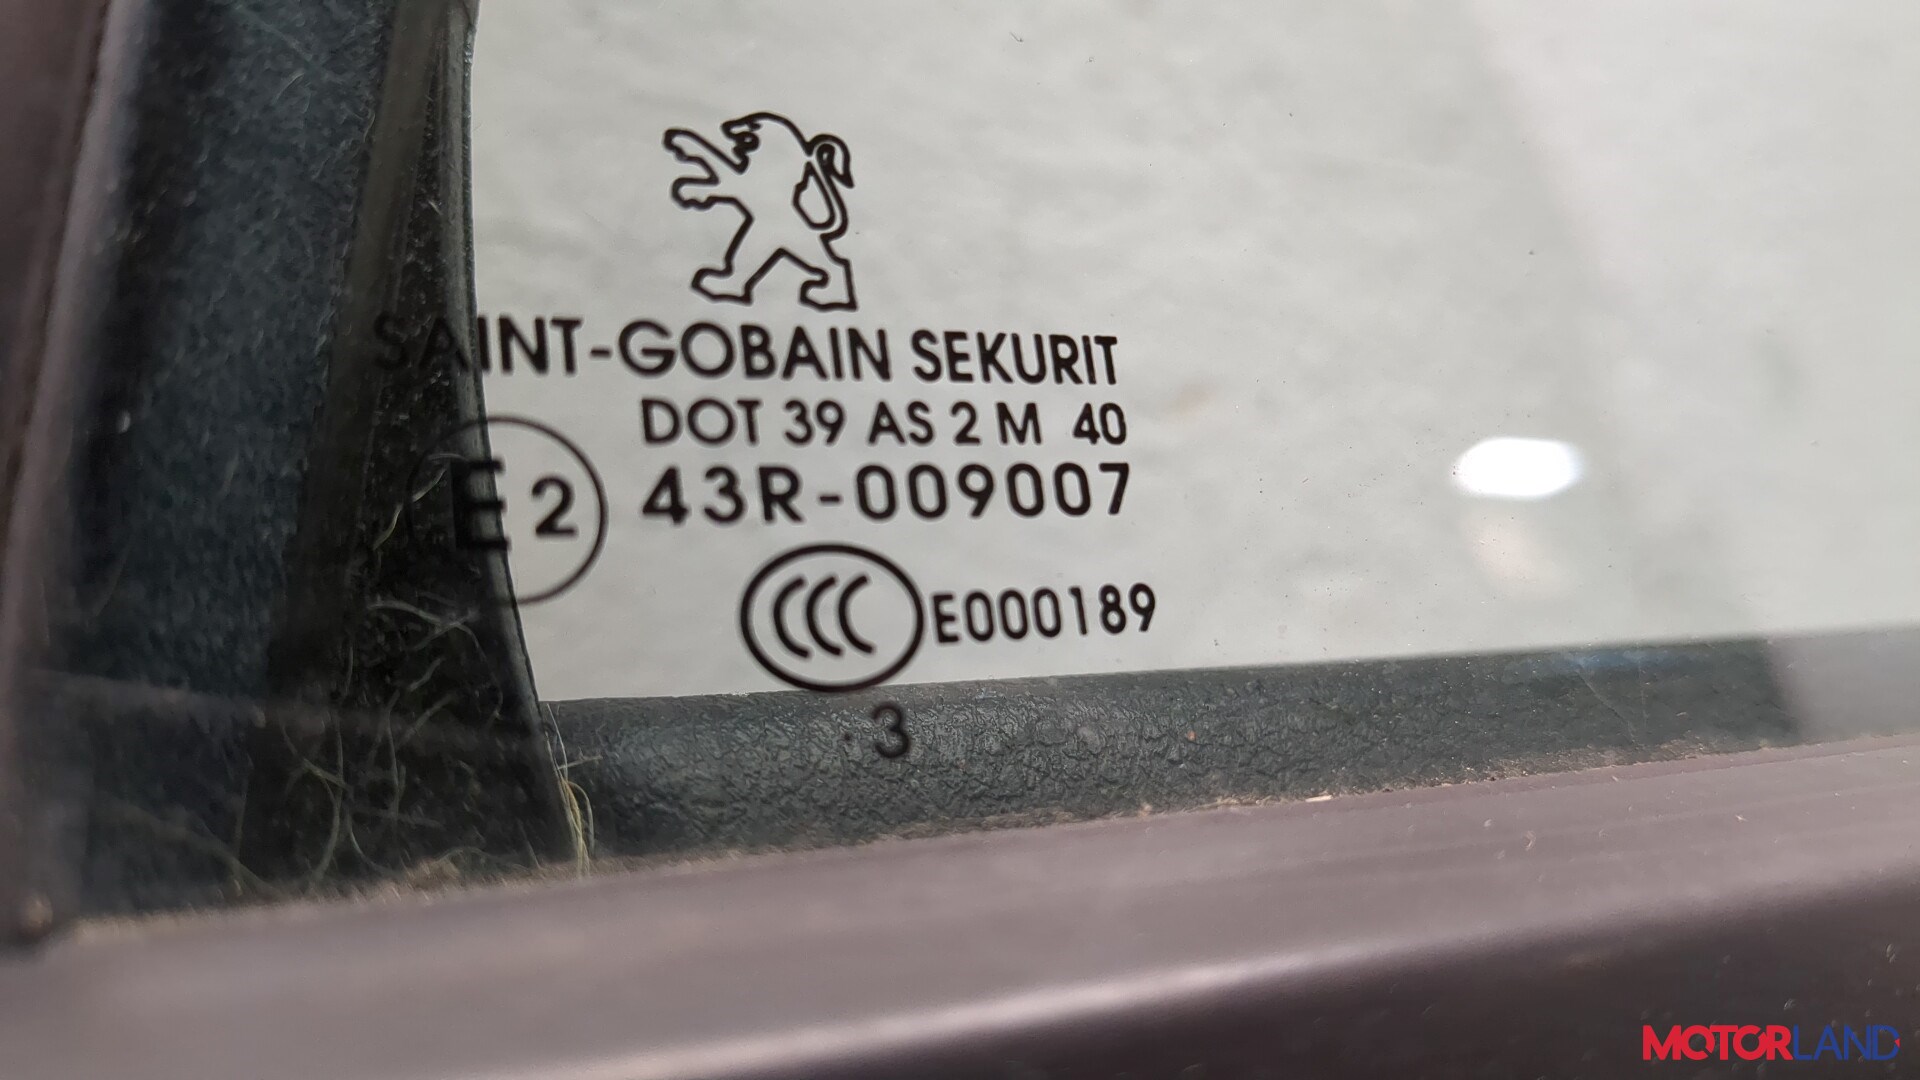 SAINT-GOBAIN SEKURIT
DOT 39 AS 2 M 40
E2 43R-009007
CCC E000189
. 3
MOTORLAND